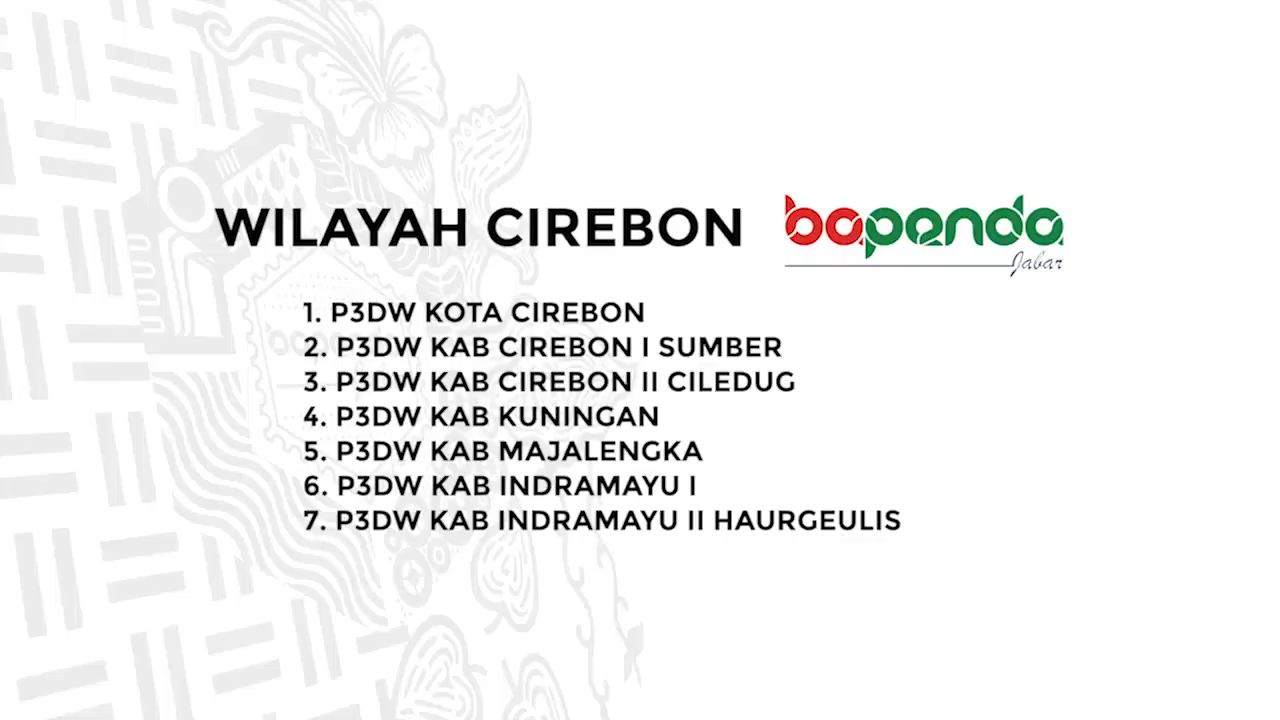 WILAYAH CIREBON
bapenda
Jabar
1. P3DW KOTA CIREBON
2. P3DW KAB CIREBON I SUMBER
3. P3DW KAB CIREBON II CILEDUG
4. P3DW KAB KUNINGAN
5. P3DW KAB MAJALENGKA
6. P3DW KAB INDRAMAYU I
7. P3DW KAB INDRAMAYU II HAURGEULIS